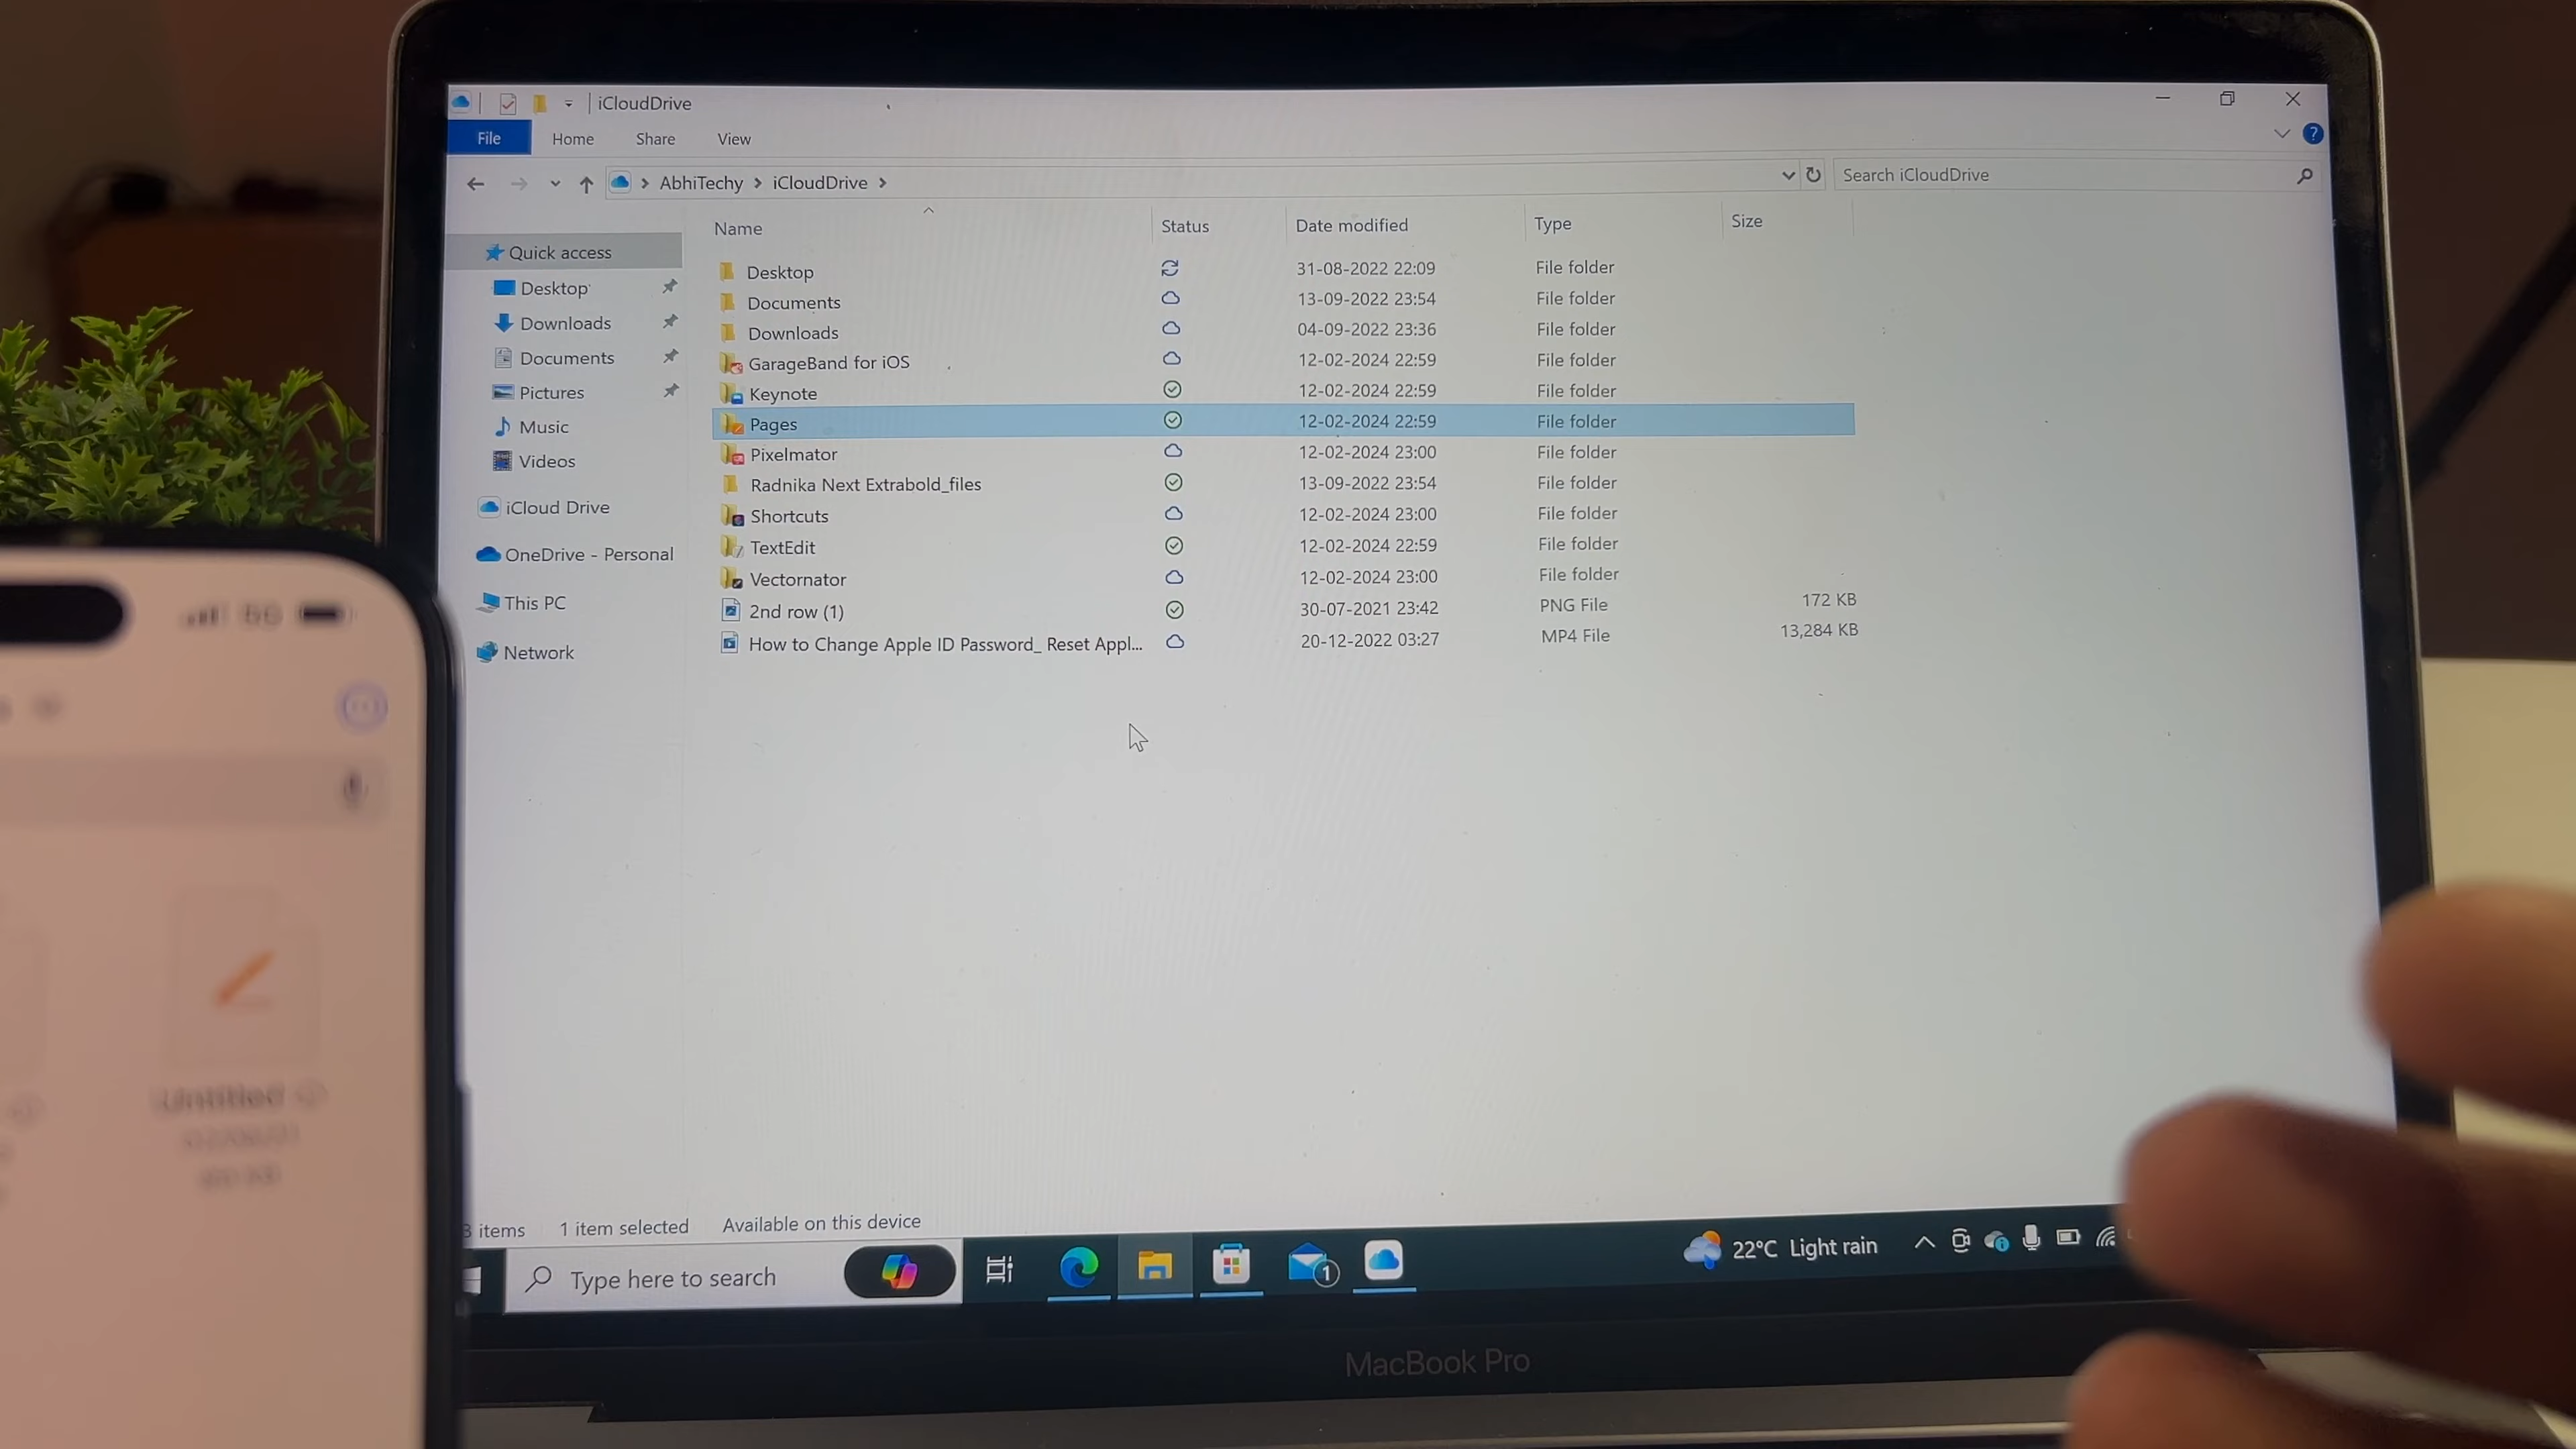 iCloudDrive
File Home Share View
AbhiTechy iCloudDrive
Search iCloudDrive
Name Status Date modified Type Size
Quick access
Desktop
Downloads
Documents
Pictures
Music
Videos
iCloud Drive
OneDrive - Personal
This PC
Network
Desktop 31-08-2022 22:09 File folder
Documents 13-09-2022 23:54 File folder
Downloads 04-09-2022 23:36 File folder
GarageBand for iOS 12-02-2024 22:59 File folder
Keynote 12-02-2024 22:59 File folder
Pages 12-02-2024 22:59 File folder
Pixelmator 12-02-2024 23:00 File folder
Radnika Next Extrabold_files 13-09-2022 23:54 File folder
Shortcuts 12-02-2024 23:00 File folder
TextEdit 12-02-2024 22:59 File folder
Vectornator 12-02-2024 23:00 File folder
2nd row (1) 30-07-2021 23:42 PNG File 172 KB
How to Change Apple ID Password_ Reset Appl... 20-12-2022 03:27 MP4 File 13,284 KB
5G
Untitled
3 items 1 item selected Available on this device
Type here to search
1
22°C Light rain
MacBook Pro